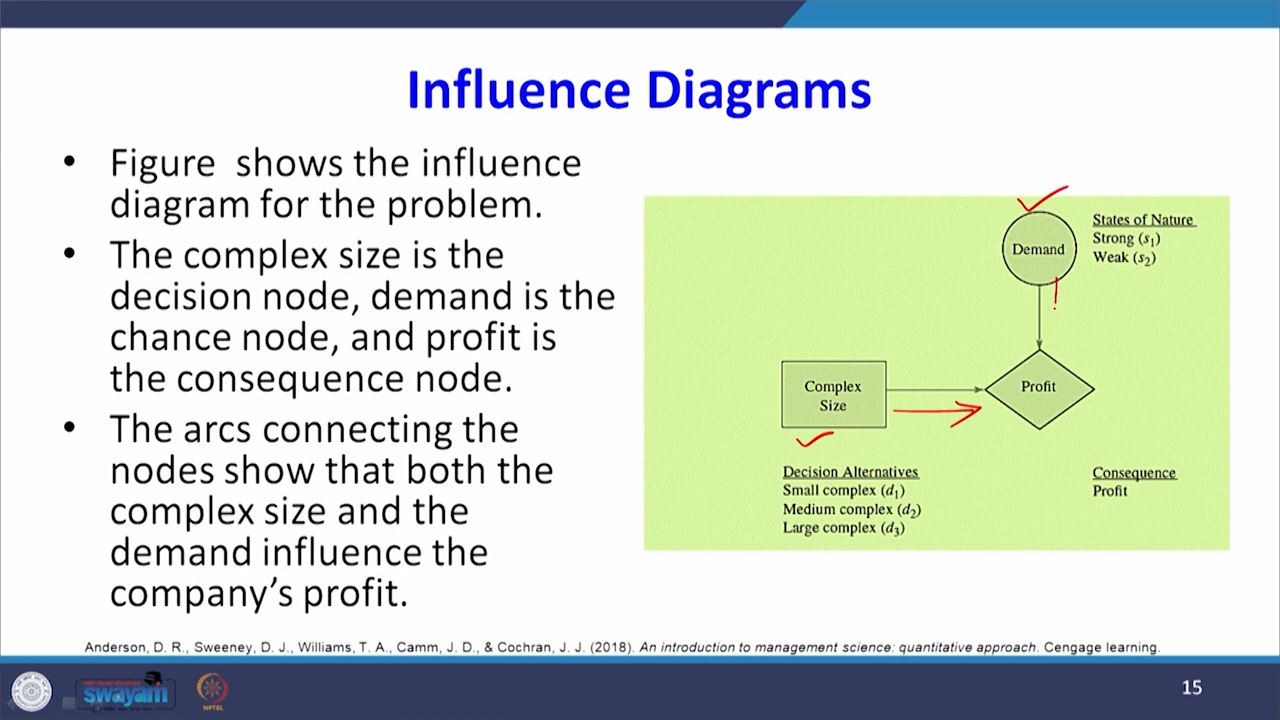 Influence Diagrams
• Figure shows the influence
diagram for the problem.
• The complex size is the
decision node, demand is the
chance node, and profit is
the consequence node.
• The arcs connecting the
nodes show that both the
complex size and the
demand influence the
company’s profit.
Demand
States of Nature
Strong (s₁)
Weak (s₂)
Complex
Size
Profit
Decision Alternatives
Small complex (d₁)
Medium complex (d₂)
Large complex (d₃)
Consequence
Profit
Anderson, D. R., Sweeney, D. J., Williams, T. A., Camm, J. D., & Cochran, J. J. (2018). An introduction to management science: quantitative approach. Cengage learning.
swayam
NPTEL
15